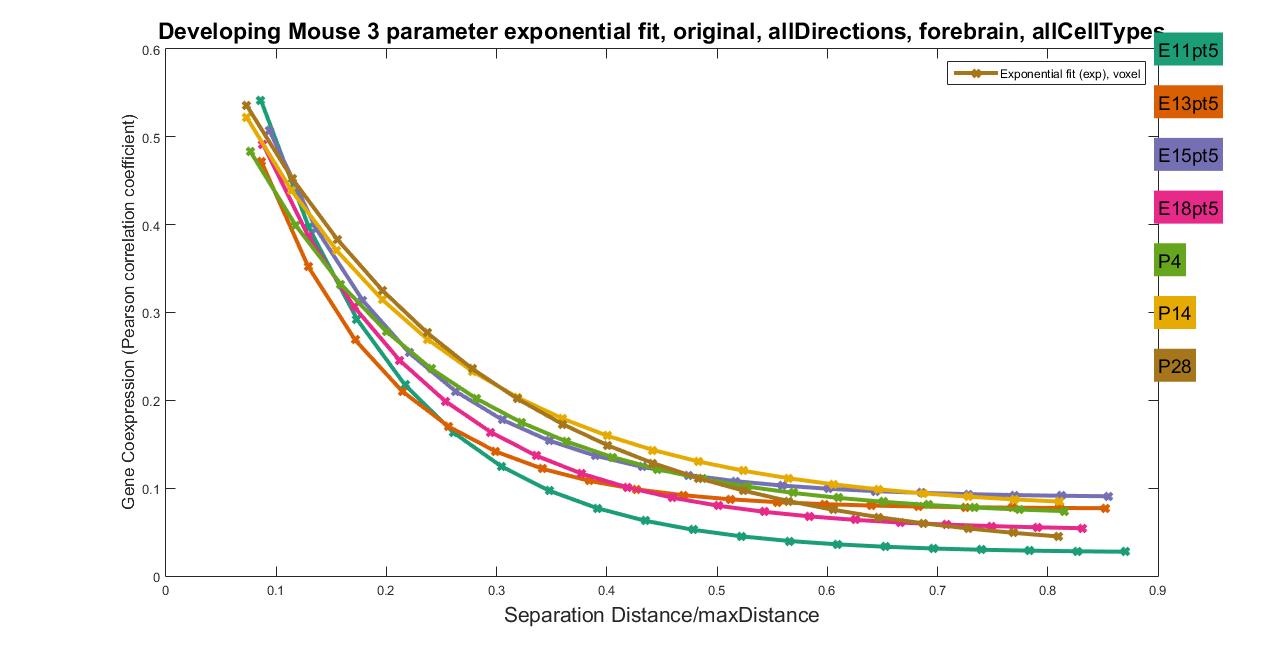 Developing Mouse 3 parameter exponential fit, original, allDirections, forebrain, allCellTypes
Exponential fit (exp), voxel
E11pt5
E13pt5
E15pt5
E18pt5
P4
P14
P28
Gene Coexpression (Pearson correlation coefficient)
0.6
0.5
0.4
0.3
0.2
0.1
0
0 0.1 0.2 0.3 0.4 0.5 0.6 0.7 0.8 0.9
Separation Distance/maxDistance